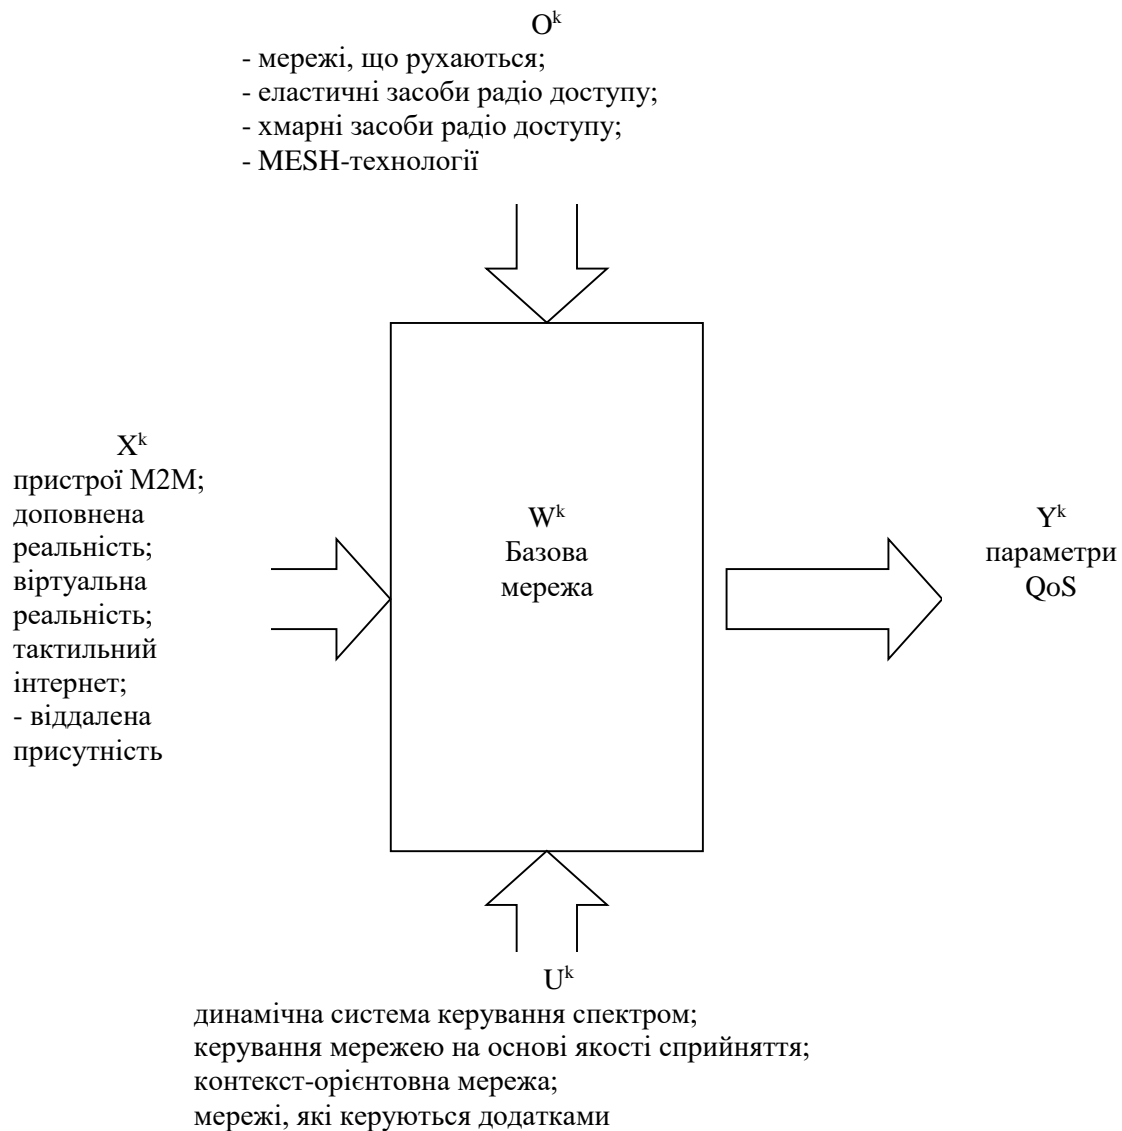 O^k
- мережі, що рухаються;
- еластичні засоби радіо доступу;
- хмарні засоби радіо доступу;
- MESH-технології
X^k
пристрої M2M;
доповнена
реальність;
віртуальна
реальність;
тактильний
інтернет;
- віддалена
присутність
W^k
Базова
мережа
Y^k
параметри
QoS
U^k
динамічна система керування спектром;
керування мережею на основі якості сприйняття;
контекст-орієнтовна мережа;
мережі, які керуються додатками